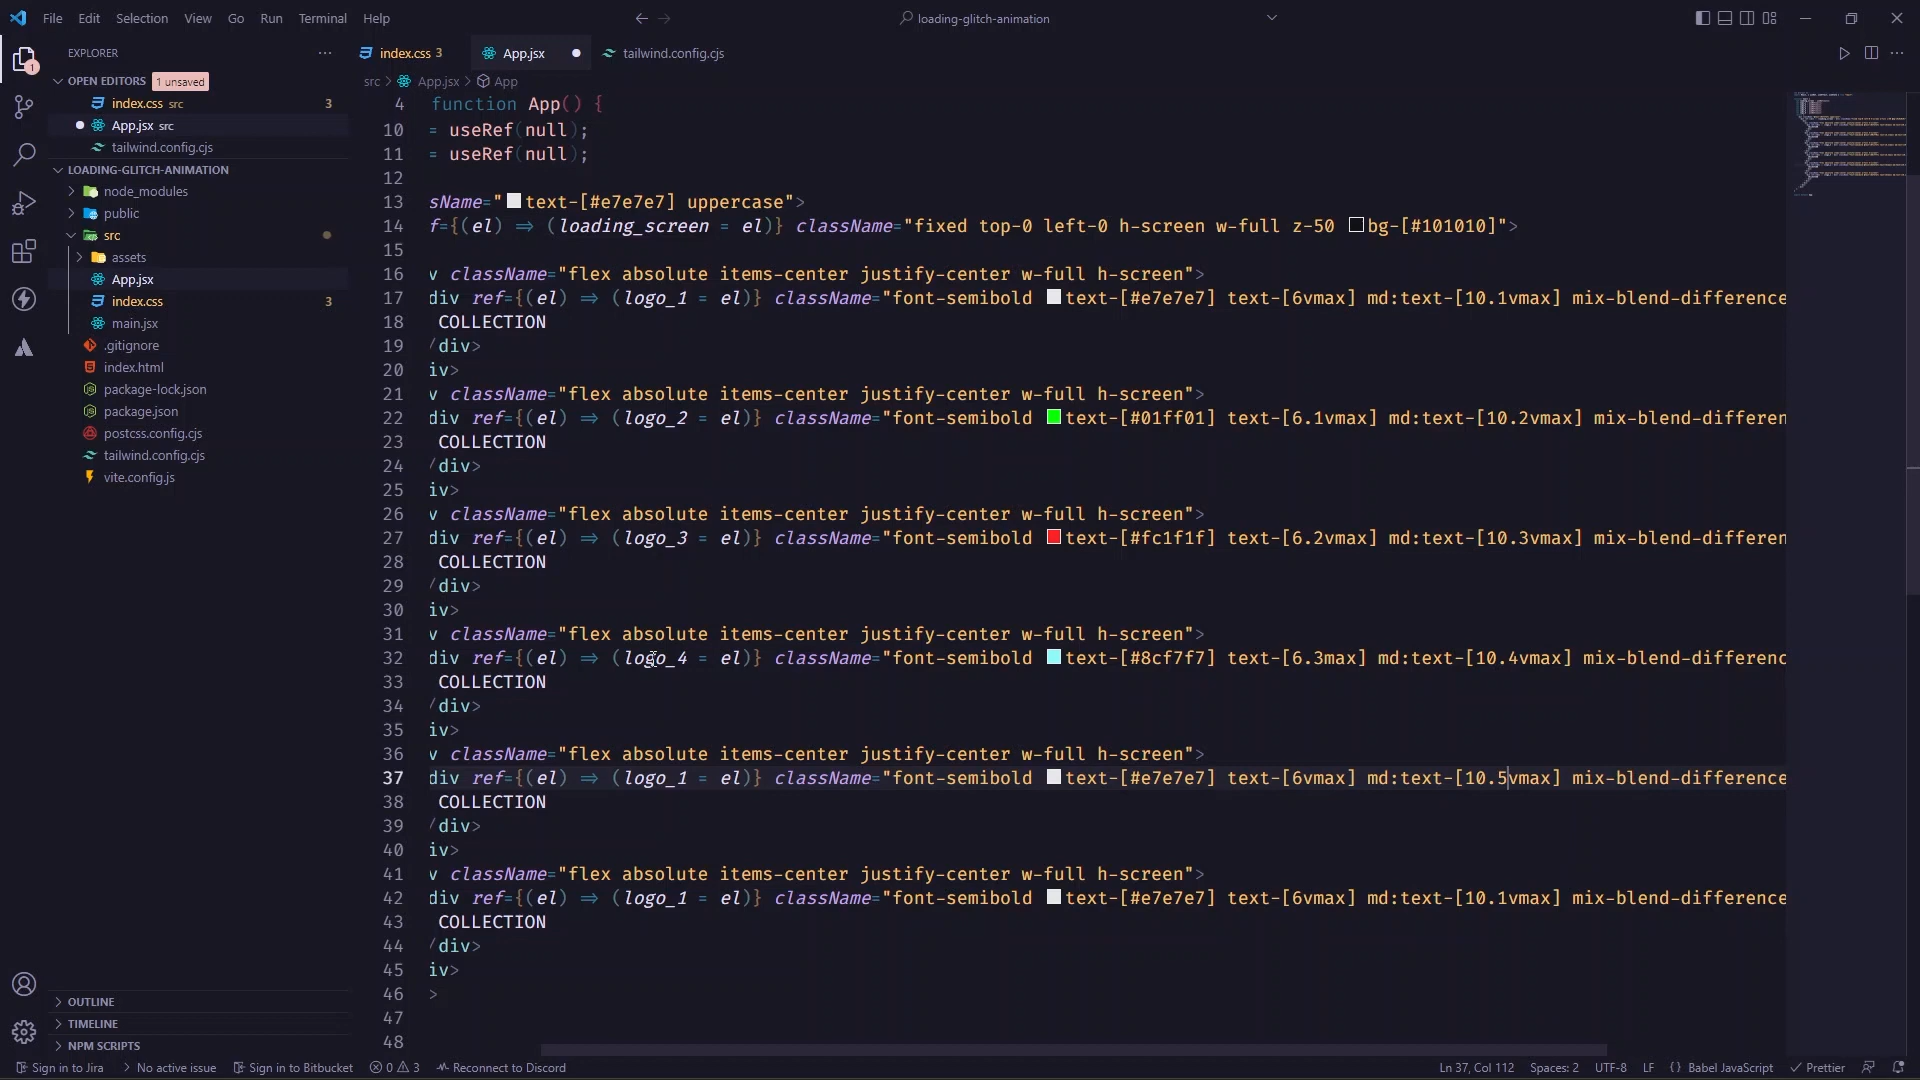 File Edit Selection View Go Run Terminal Help
loading-glitch-animation
EXPLORER
OPEN EDITORS 1 unsaved
index.css src 3
App.jsx src
tailwind.config.cjs
LOADING-GLITCH-ANIMATION
node_modules
public
src
assets
App.jsx
index.css 3
main.jsx
.gitignore
index.html
package-lock.json
package.json
postcss.config.cjs
tailwind.config.cjs
vite.config.js
OUTLINE
TIMELINE
NPM SCRIPTS
1
index.css 3 App.jsx tailwind.config.cjs
src > App.jsx > App
4 function App() {
10 = useRef(null);
11 = useRef(null);
12
13 sName="text-[#e7e7e7] uppercase">
14 f={(el) ⇒ (loading_screen = el)} className="fixed top-0 left-0 h-screen w-full z-50 bg-[#101010]">
15
16 v className="flex absolute items-center justify-center w-full h-screen">
17 div ref={(el) ⇒ (logo_1 = el)} className="font-semibold text-[#e7e7e7] text-[6vmax] md:text-[10.1vmax] mix-blend-difference
18 COLLECTION
19 /div>
20 iv>
21 v className="flex absolute items-center justify-center w-full h-screen">
22 div ref={(el) ⇒ (logo_2 = el)} className="font-semibold text-[#01ff01] text-[6.1vmax] md:text-[10.2vmax] mix-blend-differen
23 COLLECTION
24 /div>
25 iv>
26 v className="flex absolute items-center justify-center w-full h-screen">
27 div ref={(el) ⇒ (logo_3 = el)} className="font-semibold text-[#fc1f1f] text-[6.2vmax] md:text-[10.3vmax] mix-blend-differen
28 COLLECTION
29 /div>
30 iv>
31 v className="flex absolute items-center justify-center w-full h-screen">
32 div ref={(el) ⇒ (logo_4 = el)} className="font-semibold text-[#8cf7f7] text-[6.3max] md:text-[10.4vmax] mix-blend-differenc
33 COLLECTION
34 /div>
35 iv>
36 v className="flex absolute items-center justify-center w-full h-screen">
37 div ref={(el) ⇒ (logo_1 = el)} className="font-semibold text-[#e7e7e7] text-[6vmax] md:text-[10.5vmax] mix-blend-difference
38 COLLECTION
39 /div>
40 iv>
41 v className="flex absolute items-center justify-center w-full h-screen">
42 div ref={(el) ⇒ (logo_1 = el)} className="font-semibold text-[#e7e7e7] text-[6vmax] md:text-[10.1vmax] mix-blend-difference
43 COLLECTION
44 /div>
45 iv>
46 >
47
48
Sign in to Jira No active issue Sign in to Bitbucket 0 3 Reconnect to Discord Ln 37, Col 112 Spaces: 2 UTF-8 LF {} Babel JavaScript Prettier